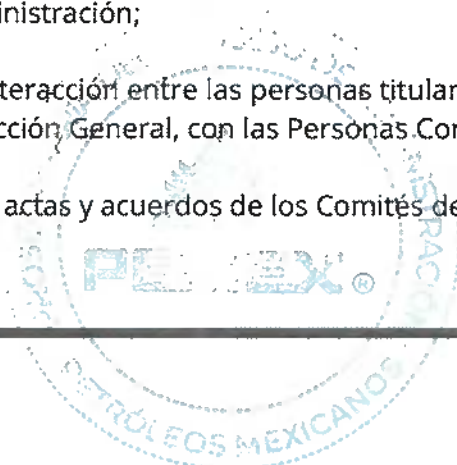 inistración;
teracción entre las personas titular
cción General, con las Personas Con
actas y acuerdos de los Comités de
PEMEX®
PETRÓLEOS MEXICANOS